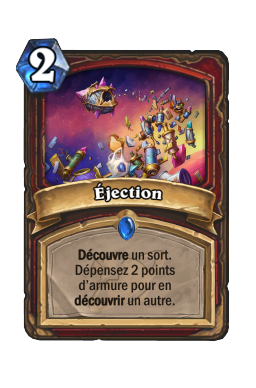 2
Éjection
Découvre un sort.
Dépensez 2 points
d'armure pour en
découvrir un autre.